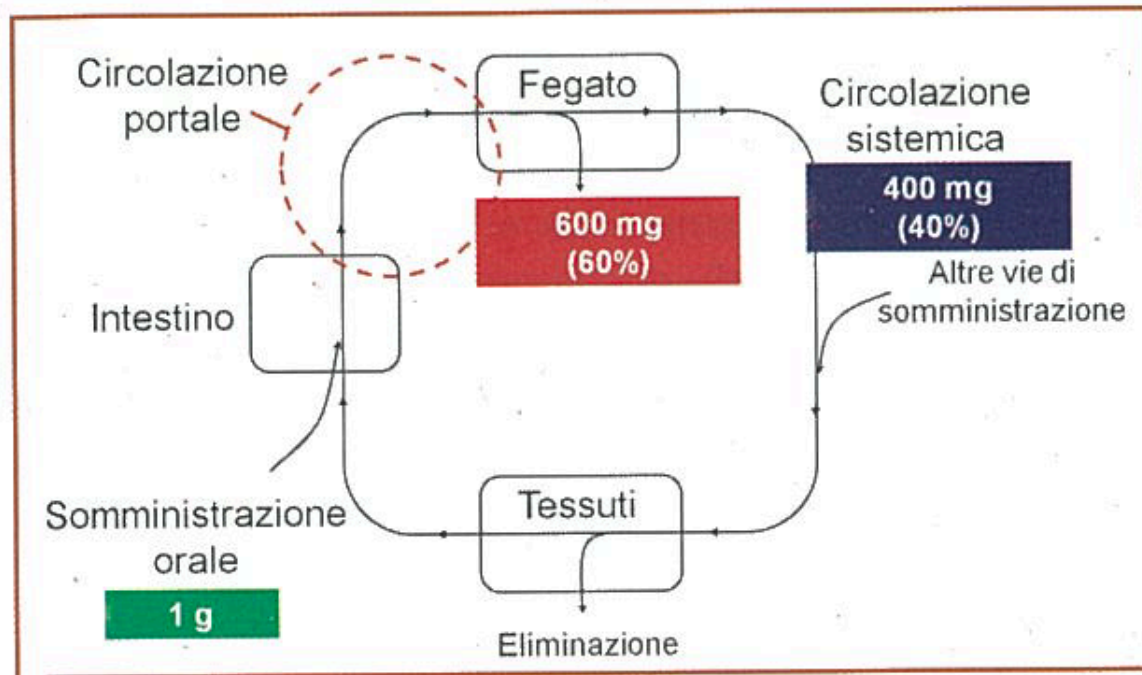 Circolazione
portale
Fegato
Circolazione
sistemica
400 mg
(40%)
600 mg
(60%)
Altre vie di
somministrazione
Intestino
Somministrazione
orale
1 g
Tessuti
Eliminazione